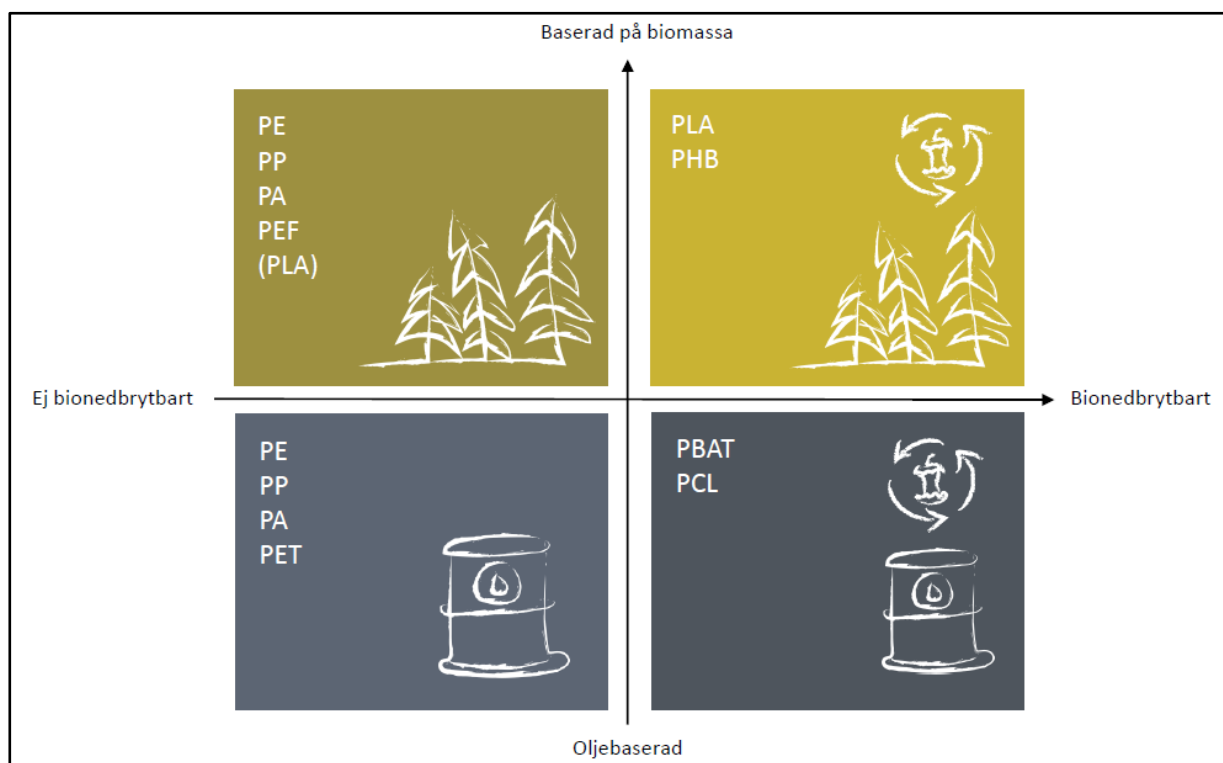 Baserad på biomassa
PE
PP
PA
PEF
(PLA)
PLA
PHB
Ej bionedbrytbart
Bionedbrytbart
PE
PP
PA
PET
PBAT
PCL
Oljebaserad